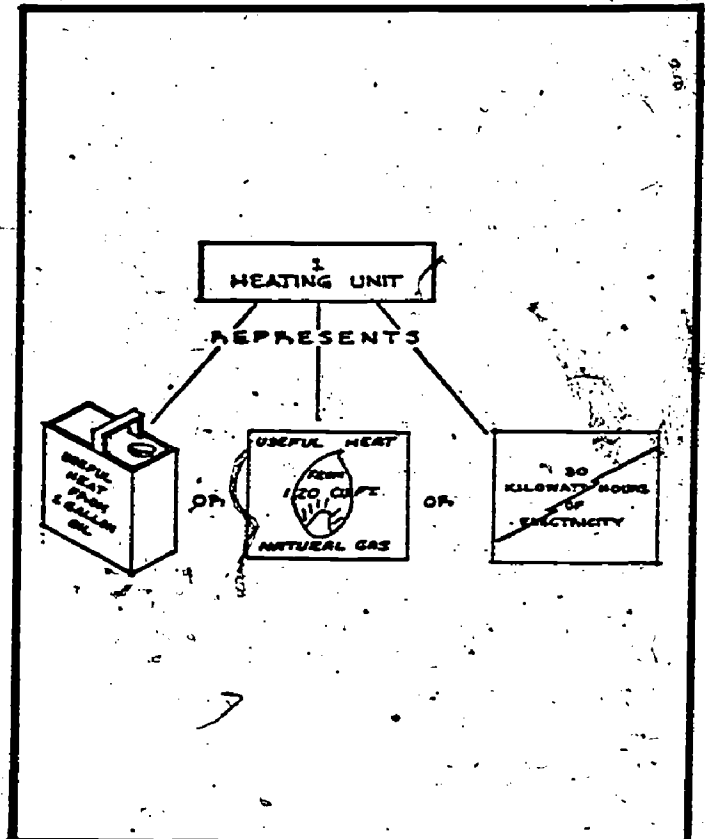 1
HEATING UNIT
REPRESENTS
USEFUL
HEAT
FROM
1 GALLON
OIL
OR
USEFUL HEAT
FROM
120 CU. FT.
NATURAL GAS
OR
30
KILOWATT HOURS
OF
ELECTRICITY